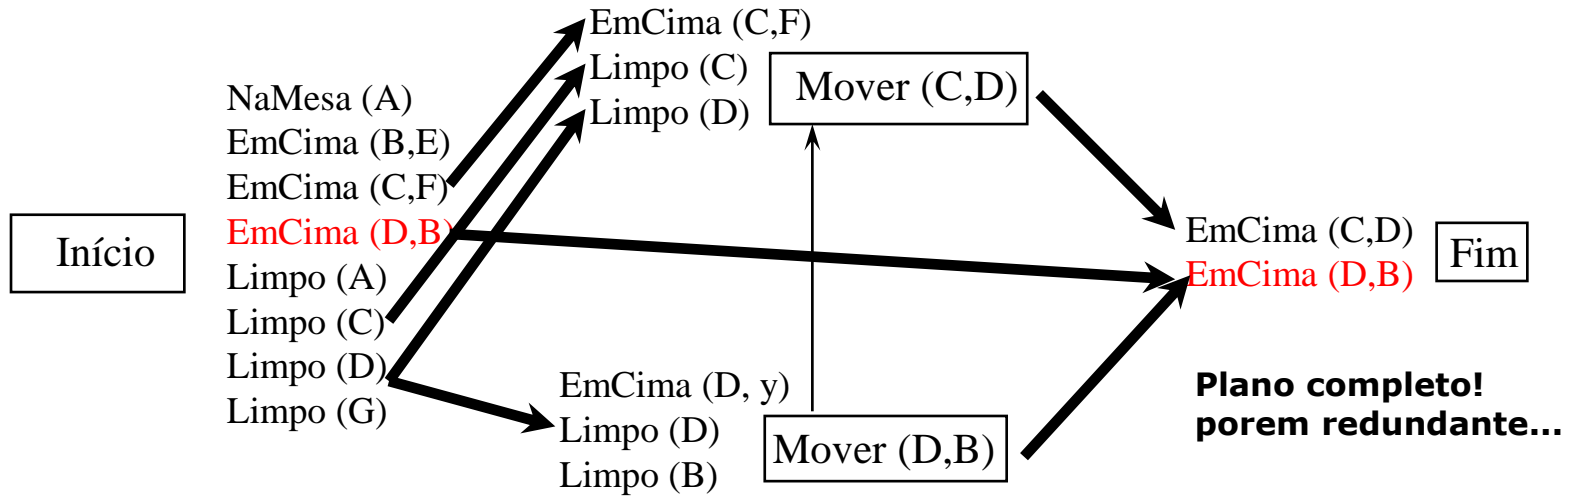 Início
NaMesa (A)
EmCima (B,E)
EmCima (C,F)
EmCima (D,B)
Limpo (A)
Limpo (C)
Limpo (D)
Limpo (G)
EmCima (C,F)
Limpo (C)
Limpo (D)
Mover (C,D)
EmCima (D, y)
Limpo (D)
Limpo (B)
Mover (D,B)
EmCima (C,D)
EmCima (D,B)
Fim
Plano completo!
porem redundante...